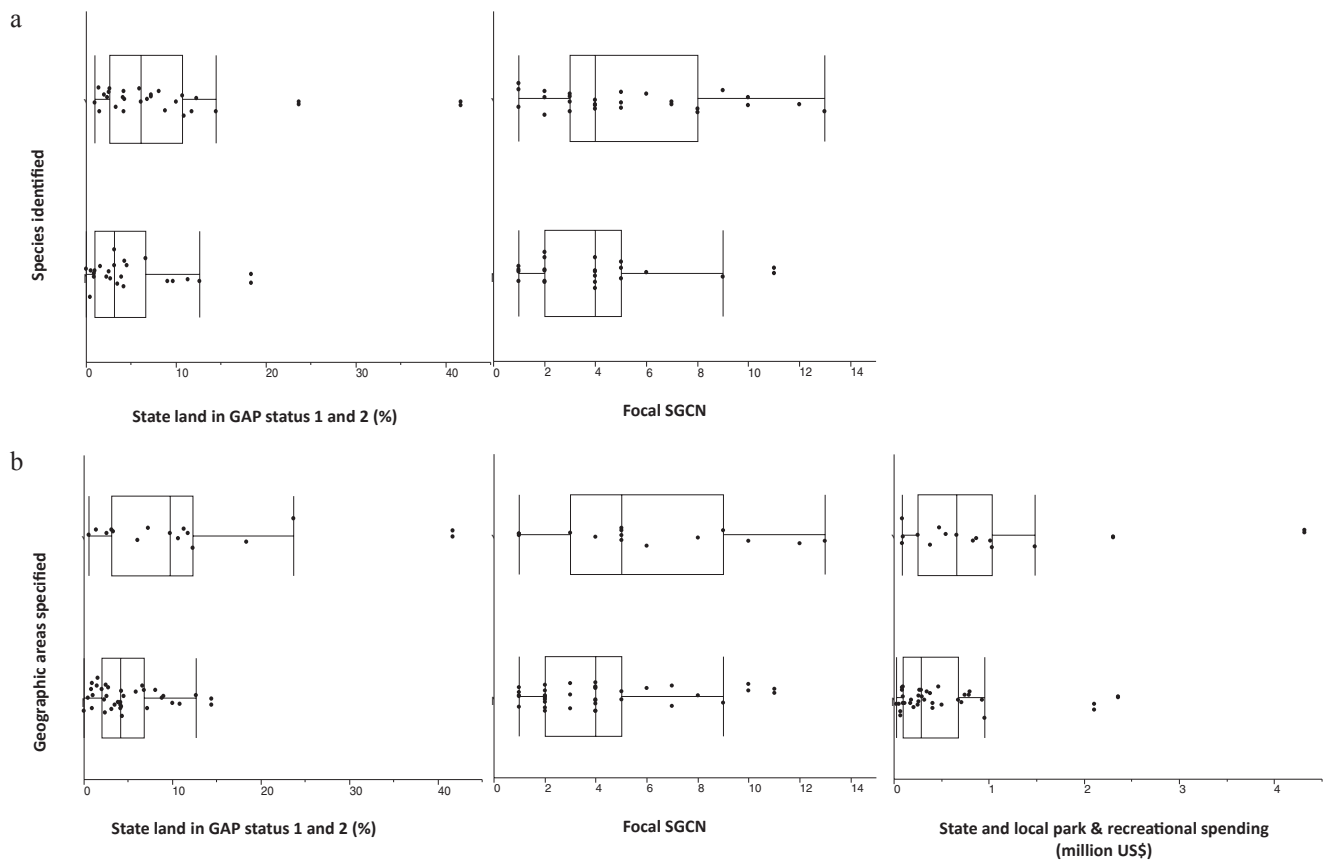 a
Species identified
0 10 20 30 40
State land in GAP status 1 and 2 (%)
0 2 4 6 8 10 12 14
Focal SGCN
b
Geographic areas specified
0 10 20 30 40
State land in GAP status 1 and 2 (%)
0 2 4 6 8 10 12 14
Focal SGCN
0 1 2 3 4
State and local park & recreational spending
(million US$)